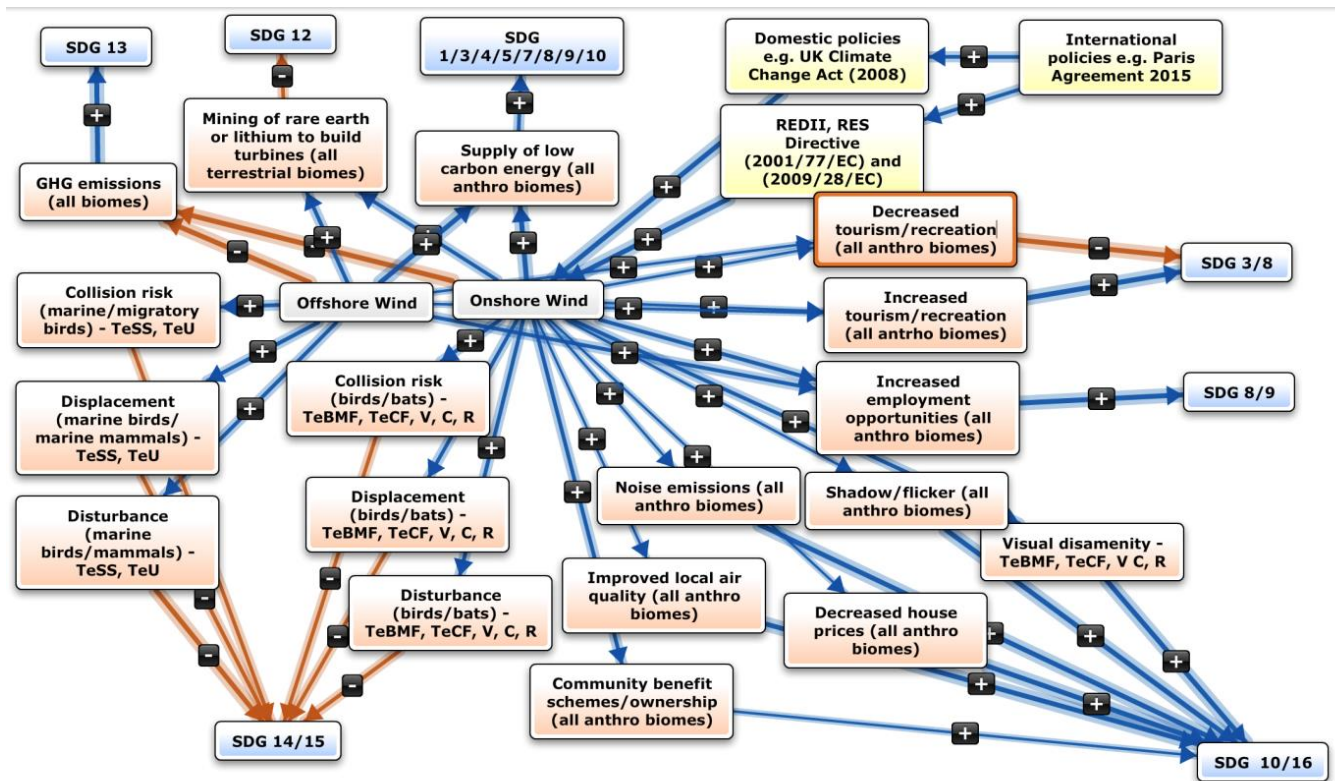 SDG 13
SDG 12
SDG
1/3/4/5/7/8/9/10
Domestic policies
e.g. UK Climate
Change Act (2008)
International
policies e.g. Paris
Agreement 2015
Mining of rare earth
or lithium to build
turbines (all
terrestrial biomes)
Supply of low
carbon energy (all
anthro biomes)
REDII, RES
Directive
(2001/77/EC) and
(2009/28/EC)
GHG emissions
(all biomes)
Decreased
tourism/recreation
(all anthro biomes)
SDG 3/8
Collision risk
(marine/migratory
birds) - TeSS, TeU
Offshore Wind
Onshore Wind
Increased
tourism/recreation
(all antrho biomes)
Displacement
(marine birds/
marine mammals) -
TeSS, TeU
Collision risk
(birds/bats) -
TeBMF, TeCF, V, C, R
Increased
employment
opportunities (all
anthro biomes)
SDG 8/9
Disturbance
(marine
birds/mammals) -
TeSS, TeU
Displacement
(birds/bats) -
TeBMF, TeCF, V, C, R
Noise emissions (all
anthro biomes)
Shadow/flicker (all
anthro biomes)
Visual disamenity -
TeBMF, TeCF, V C, R
Disturbance
(birds/bats) -
TeBMF, TeCF, V, C, R
Improved local air
quality (all anthro
biomes)
Decreased house
prices (all anthro
biomes)
Community benefit
schemes/ownership
(all anthro biomes)
SDG 14/15
SDG 10/16